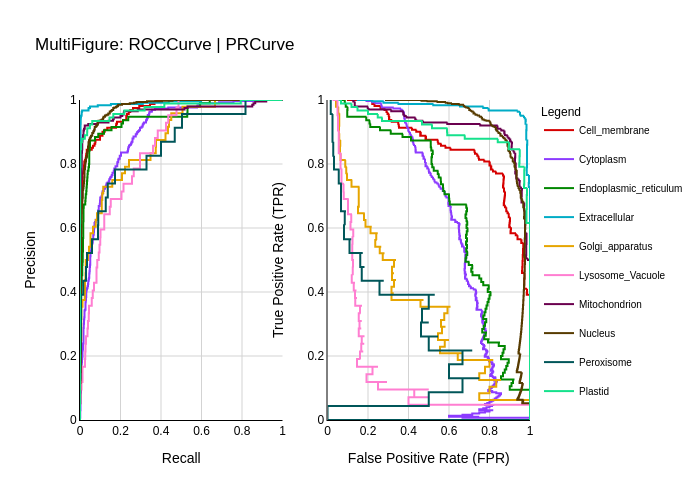 MultiFigure: ROCCurve | PRCurve
Precision
1
0.8
0.6
0.4
0.2
0
0 0.2 0.4 0.6 0.8 1
Recall
True Positive Rate (TPR)
1
0.8
0.6
0.4
0.2
0
0 0.2 0.4 0.6 0.8 1
False Positive Rate (FPR)
Legend
Cell_membrane
Cytoplasm
Endoplasmic_reticulum
Extracellular
Golgi_apparatus
Lysosome_Vacuole
Mitochondrion
Nucleus
Peroxisome
Plastid